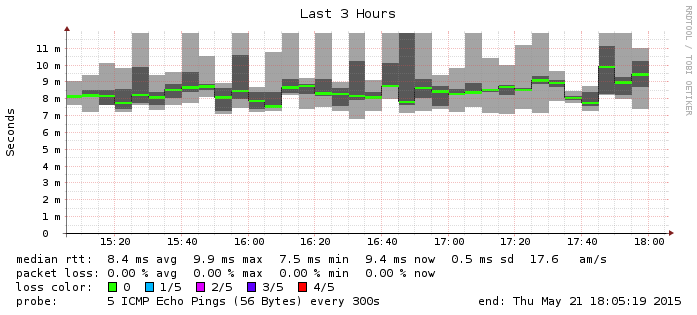 Last 3 Hours
RRDTOOL / TOBI OETIKER
Seconds
11 m
10 m
9 m
8 m
7 m
6 m
5 m
4 m
3 m
2 m
1 m
0
15:20 15:40 16:00 16:20 16:40 17:00 17:20 17:40 18:00
median rtt: 8.4 ms avg 9.9 ms max 7.5 ms min 9.4 ms now 0.5 ms sd 17.6 am/s
packet loss: 0.00 % avg 0.00 % max 0.00 % min 0.00 % now
loss color: 0 1/5 2/5 3/5 4/5
probe: 5 ICMP Echo Pings (56 Bytes) every 300s end: Thu May 21 18:05:19 2015